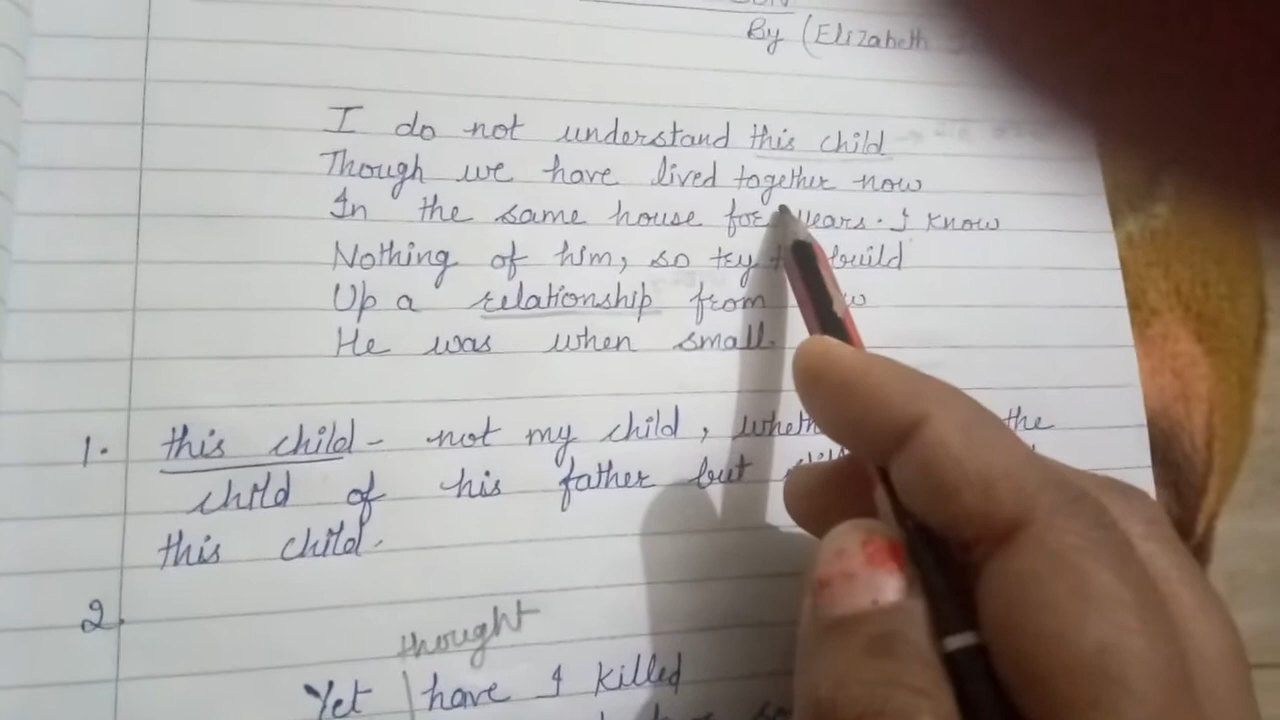 By (Elizabeth
I do not understand this child
Though we have lived together now
In the same house for years. I know
Nothing of him, so try build
Up a relationship from
He was when small.
1. this child - not my child, the
child of his father but
this child.
2.
thought
Yet have I killed